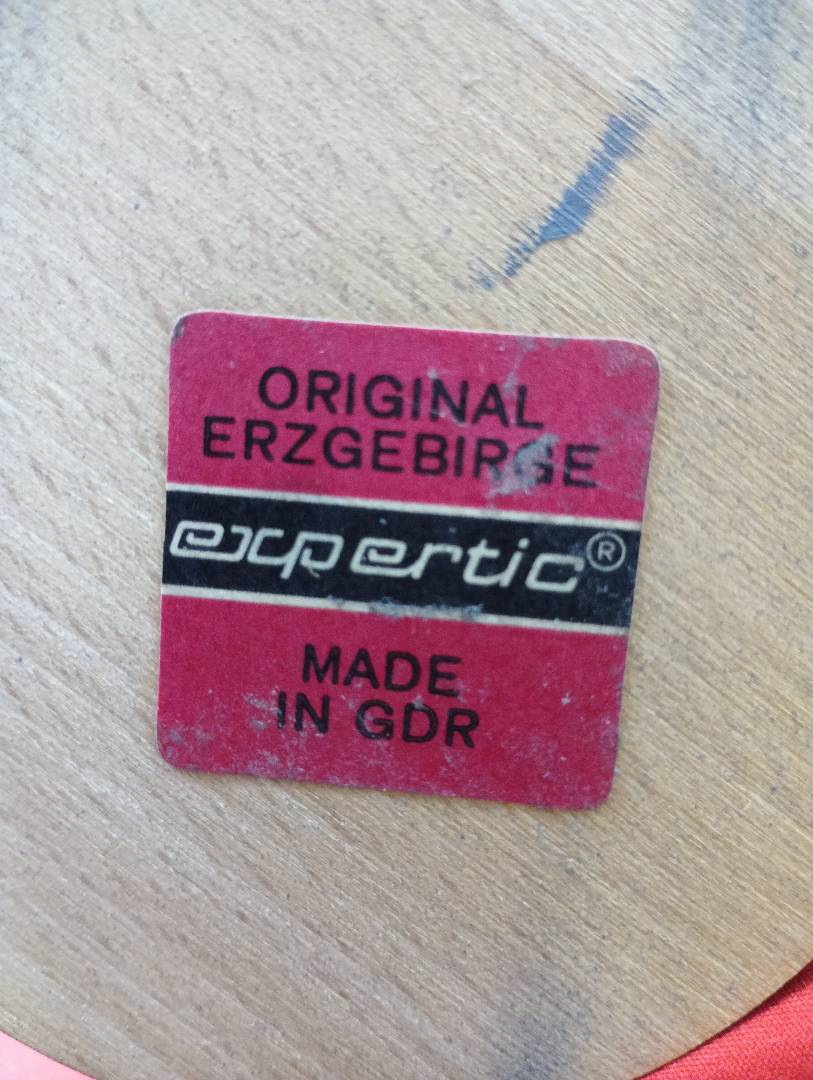 ORIGINAL
ERZGEBIRGE
expertic®
MADE
IN GDR